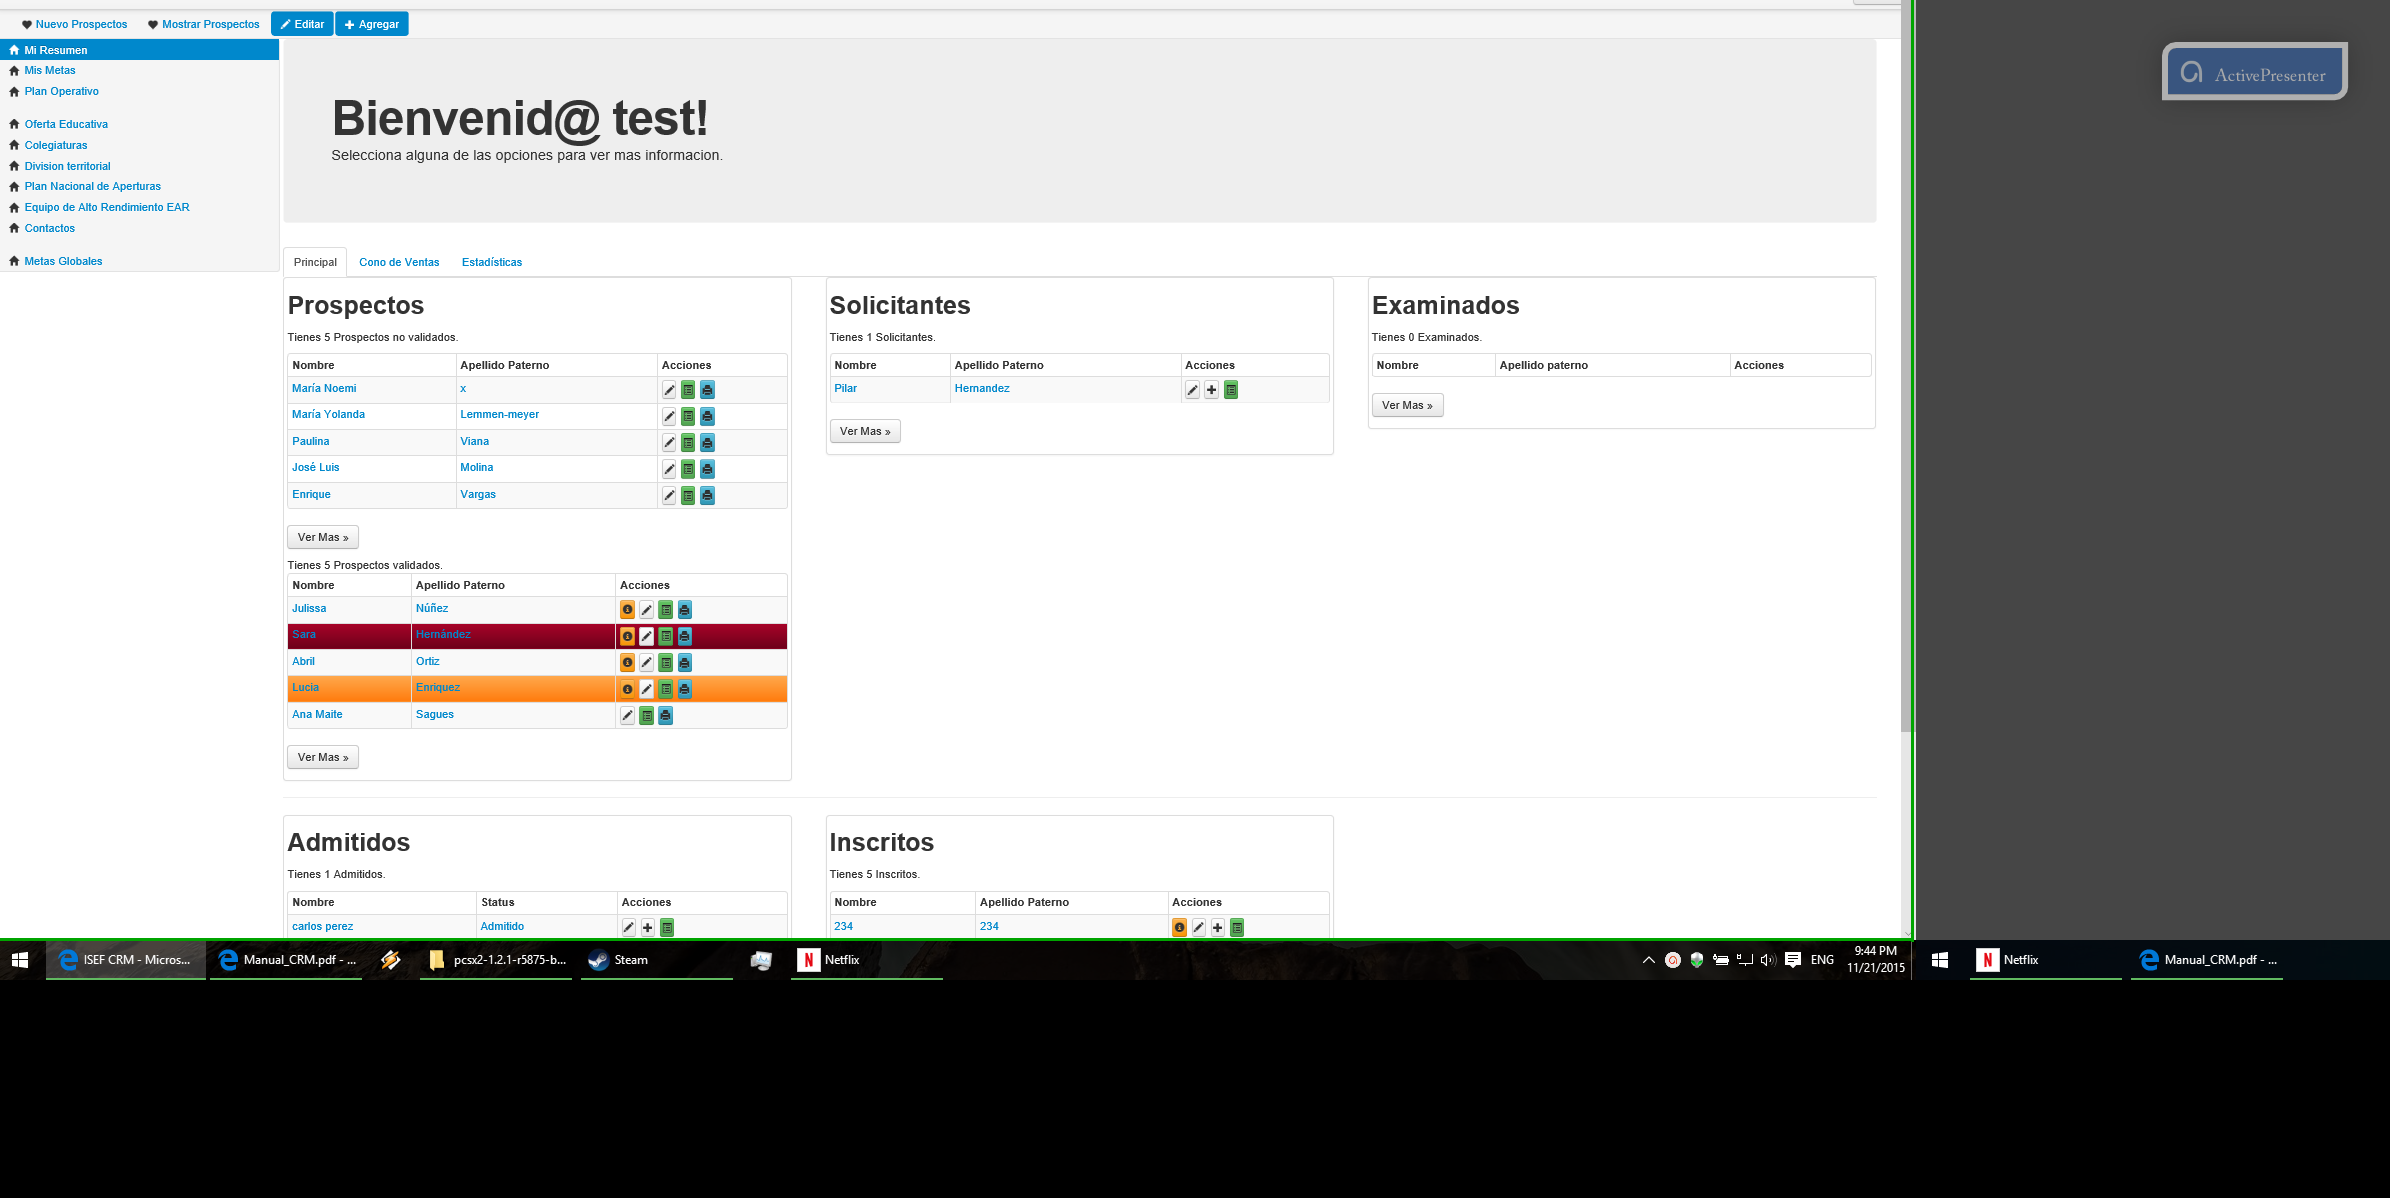 Nuevo Prospectos Mostrar Prospectos Editar Agregar
Mi Resumen
Mis Metas
Plan Operativo
Oferta Educativa
Colegiaturas
Division territorial
Plan Nacional de Aperturas
Equipo de Alto Rendimiento EAR
Contactos
Metas Globales
Bienvenid@ test!
Selecciona alguna de las opciones para ver mas informacion.
Principal Cono de Ventas Estadísticas
Prospectos
Tienes 5 Prospectos no validados.
Nombre Apellido Paterno Acciones
María Noemi x
María Yolanda Lemmen-meyer
Paulina Viana
José Luis Molina
Enrique Vargas
Ver Mas »
Tienes 5 Prospectos validados.
Nombre Apellido Paterno Acciones
Julissa Núñez
Sara Hernández
Abril Ortiz
Lucia Enriquez
Ana Maite Sagues
Ver Mas »
Solicitantes
Tienes 1 Solicitantes.
Nombre Apellido Paterno Acciones
Pilar Hernandez
Ver Mas »
Examinados
Tienes 0 Examinados.
Nombre Apellido paterno Acciones
Ver Mas »
Admitidos
Tienes 1 Admitidos.
Nombre Status Acciones
carlos perez Admitido
Inscritos
Tienes 5 Inscritos.
Nombre Apellido Paterno Acciones
234 234
ActivePresenter
ISEF CRM - Micros... Manual_CRM.pdf - ... pcsx2-1.2.1-r5875-b... Steam Netflix ENG 9:44 PM
11/21/2015
Netflix Manual_CRM.pdf - ...